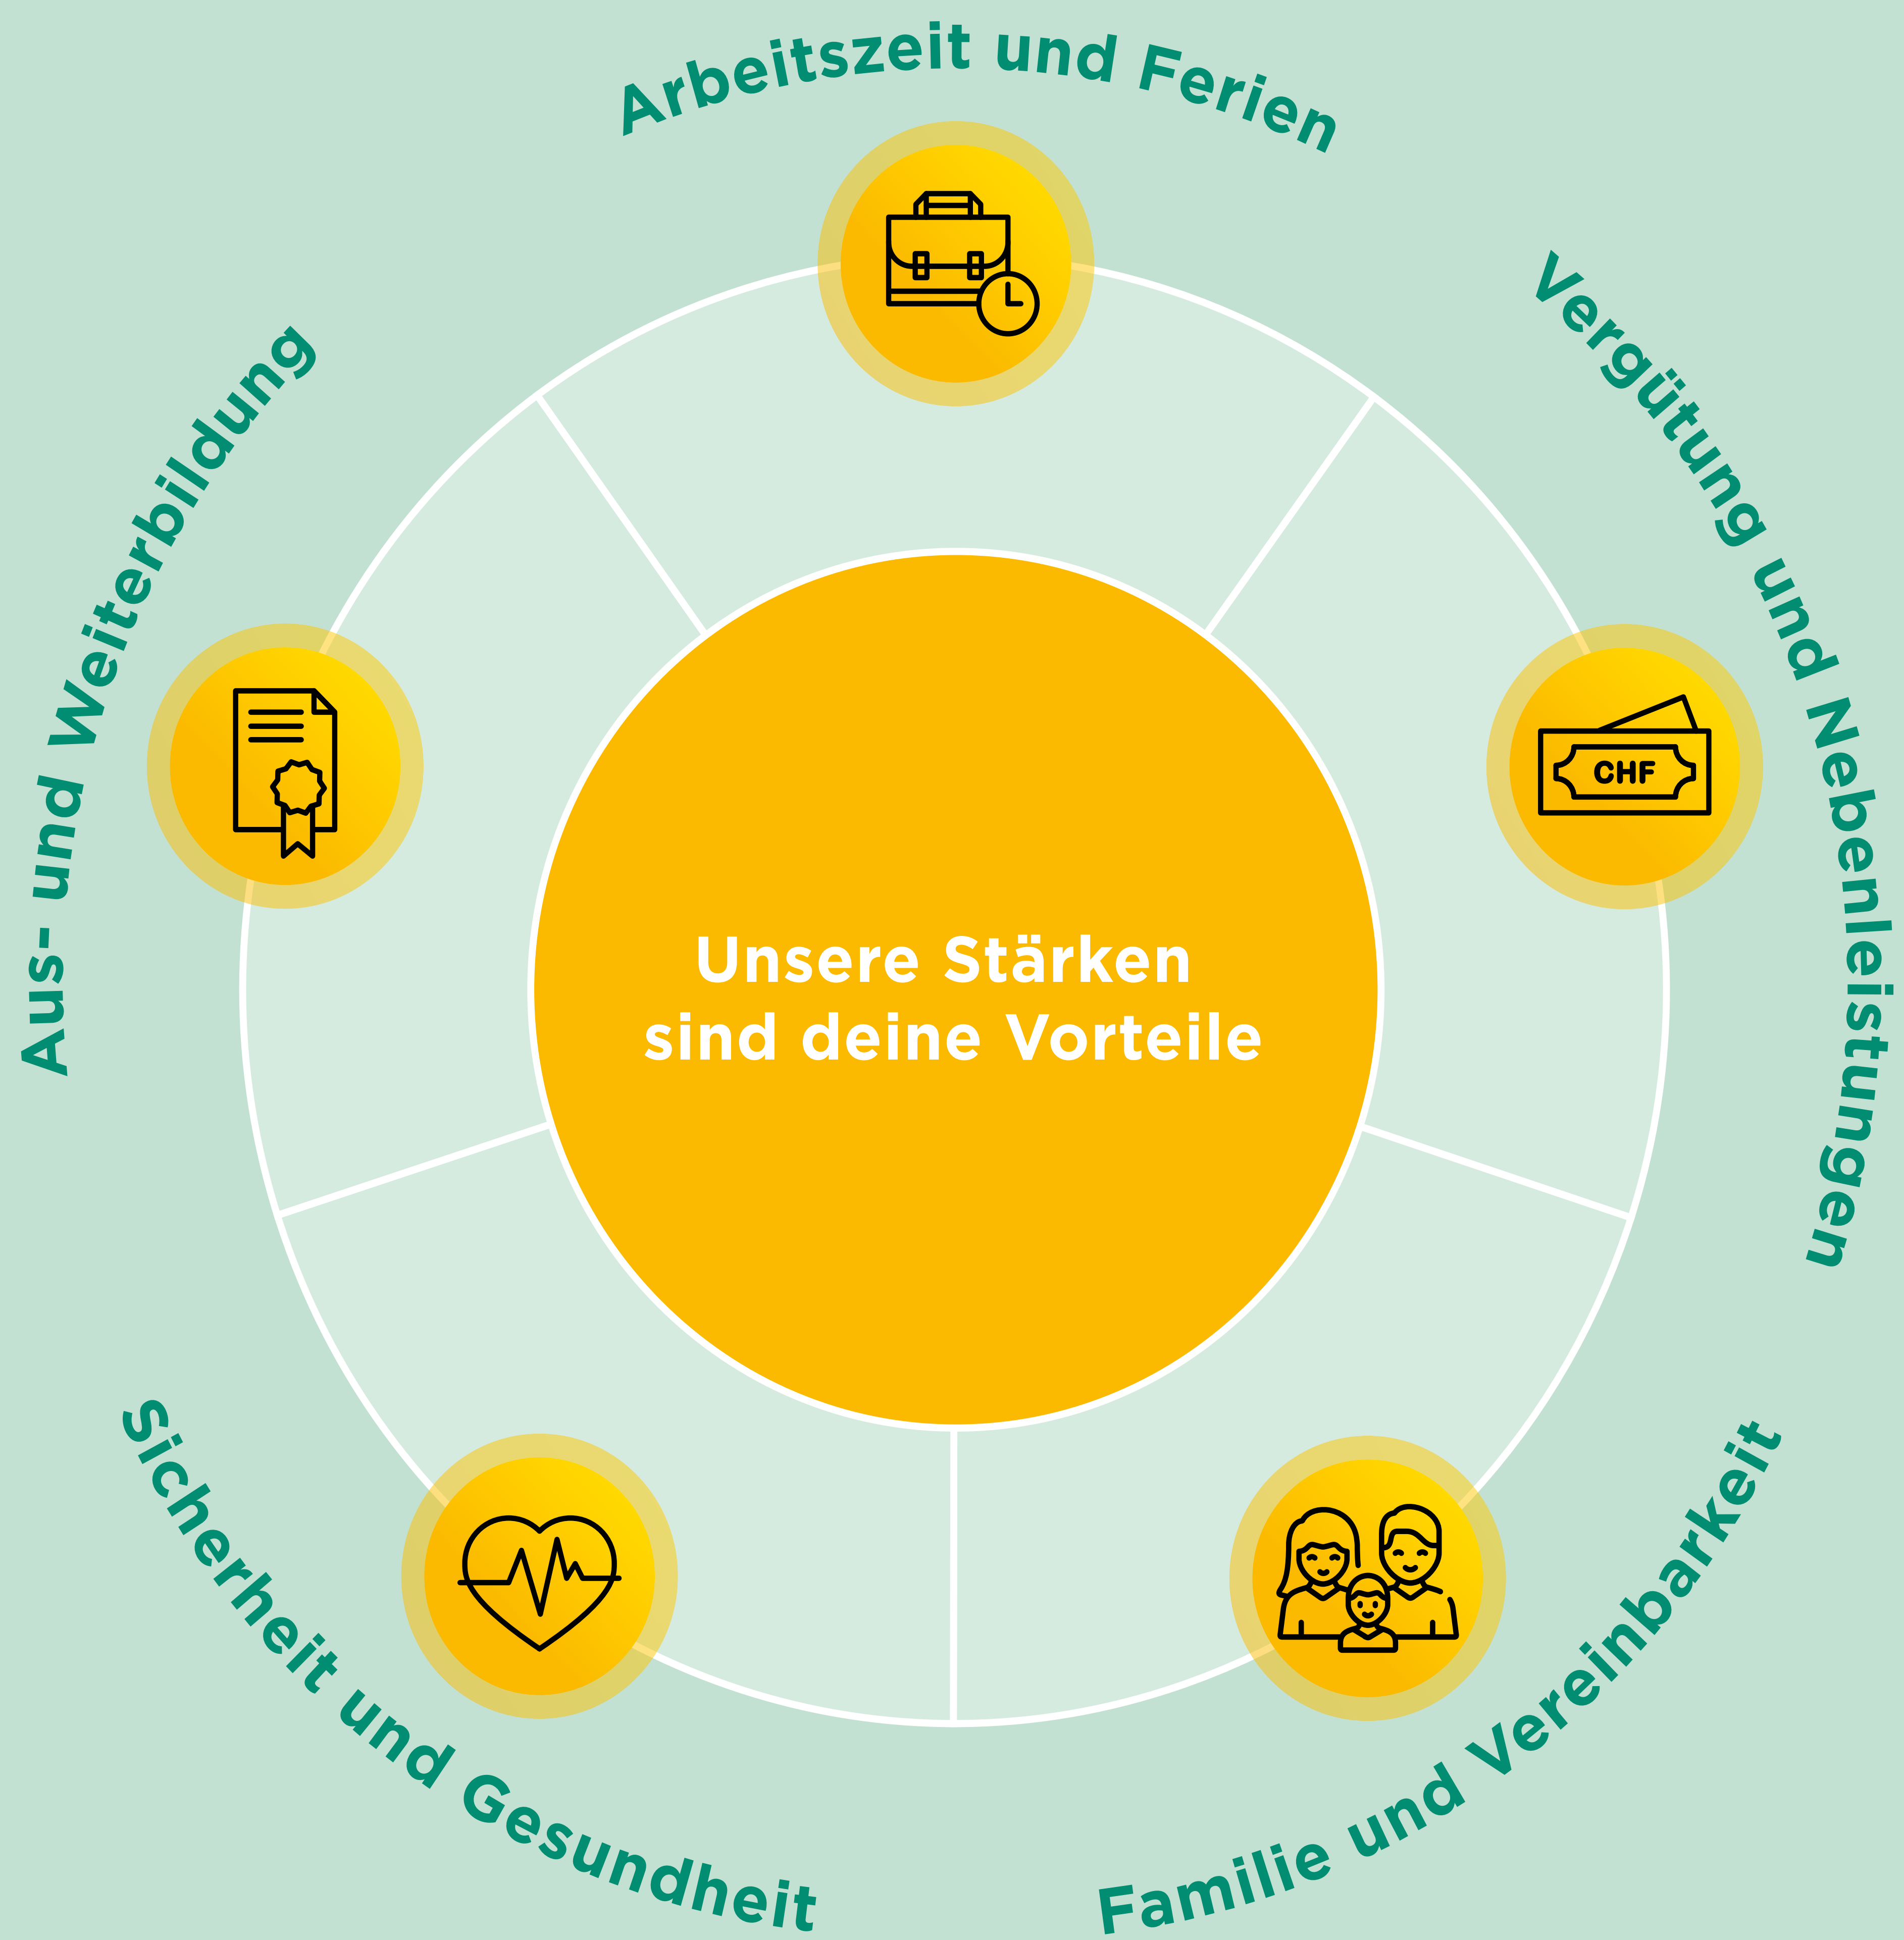 Arbeitszeit und Ferien
Vergütung und Nebenleistungen
CHF
Familie und Vereinbarkeit
Sicherheit und Gesundheit
Aus- und Weiterbildung
Unsere Stärken
sind deine Vorteile